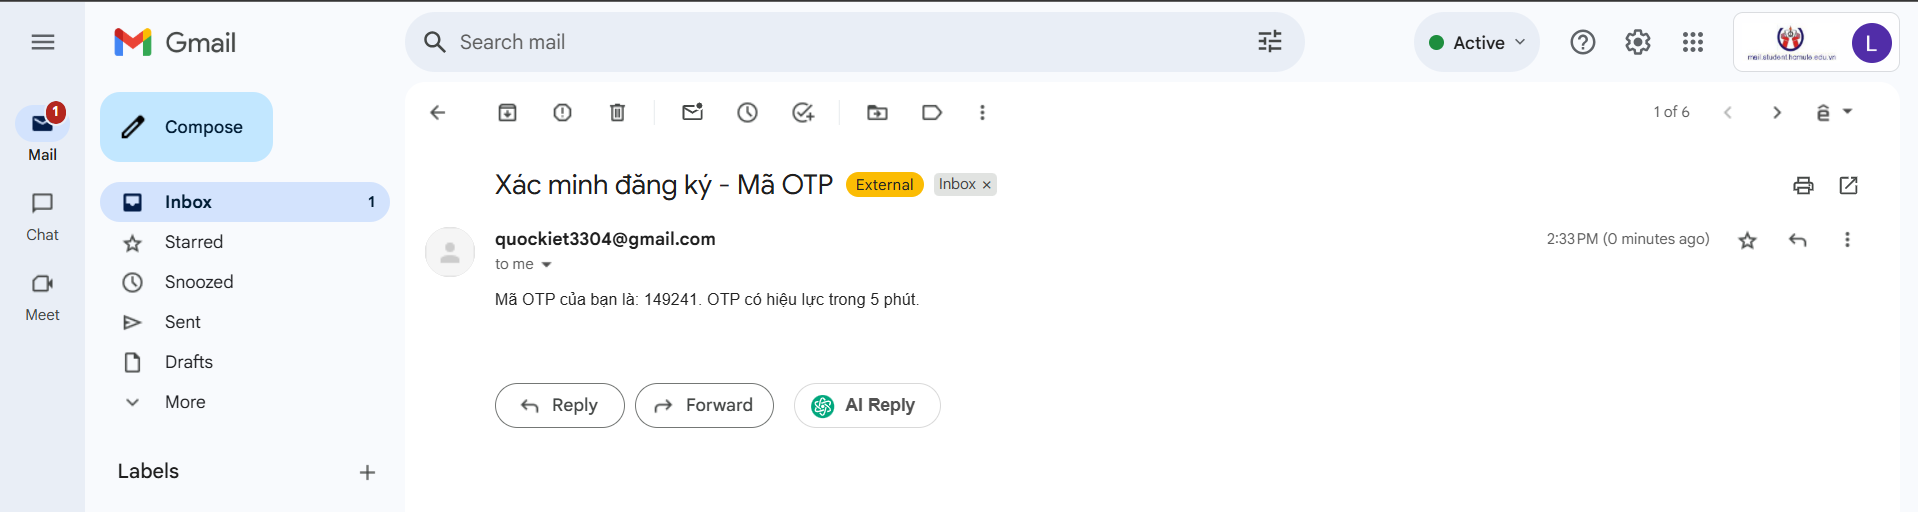 Gmail
Search mail
Active
mail.student.hcmute.edu.vn
L
1
Mail
Chat
Meet
Compose
Inbox 1
Starred
Snoozed
Sent
Drafts
More
Labels
1 of 6
Xác minh đăng ký - Mã OTP External Inbox ×
quockiet3304@gmail.com 2:33 PM (0 minutes ago)
to me
Mã OTP của bạn là: 149241. OTP có hiệu lực trong 5 phút.
Reply Forward AI Reply